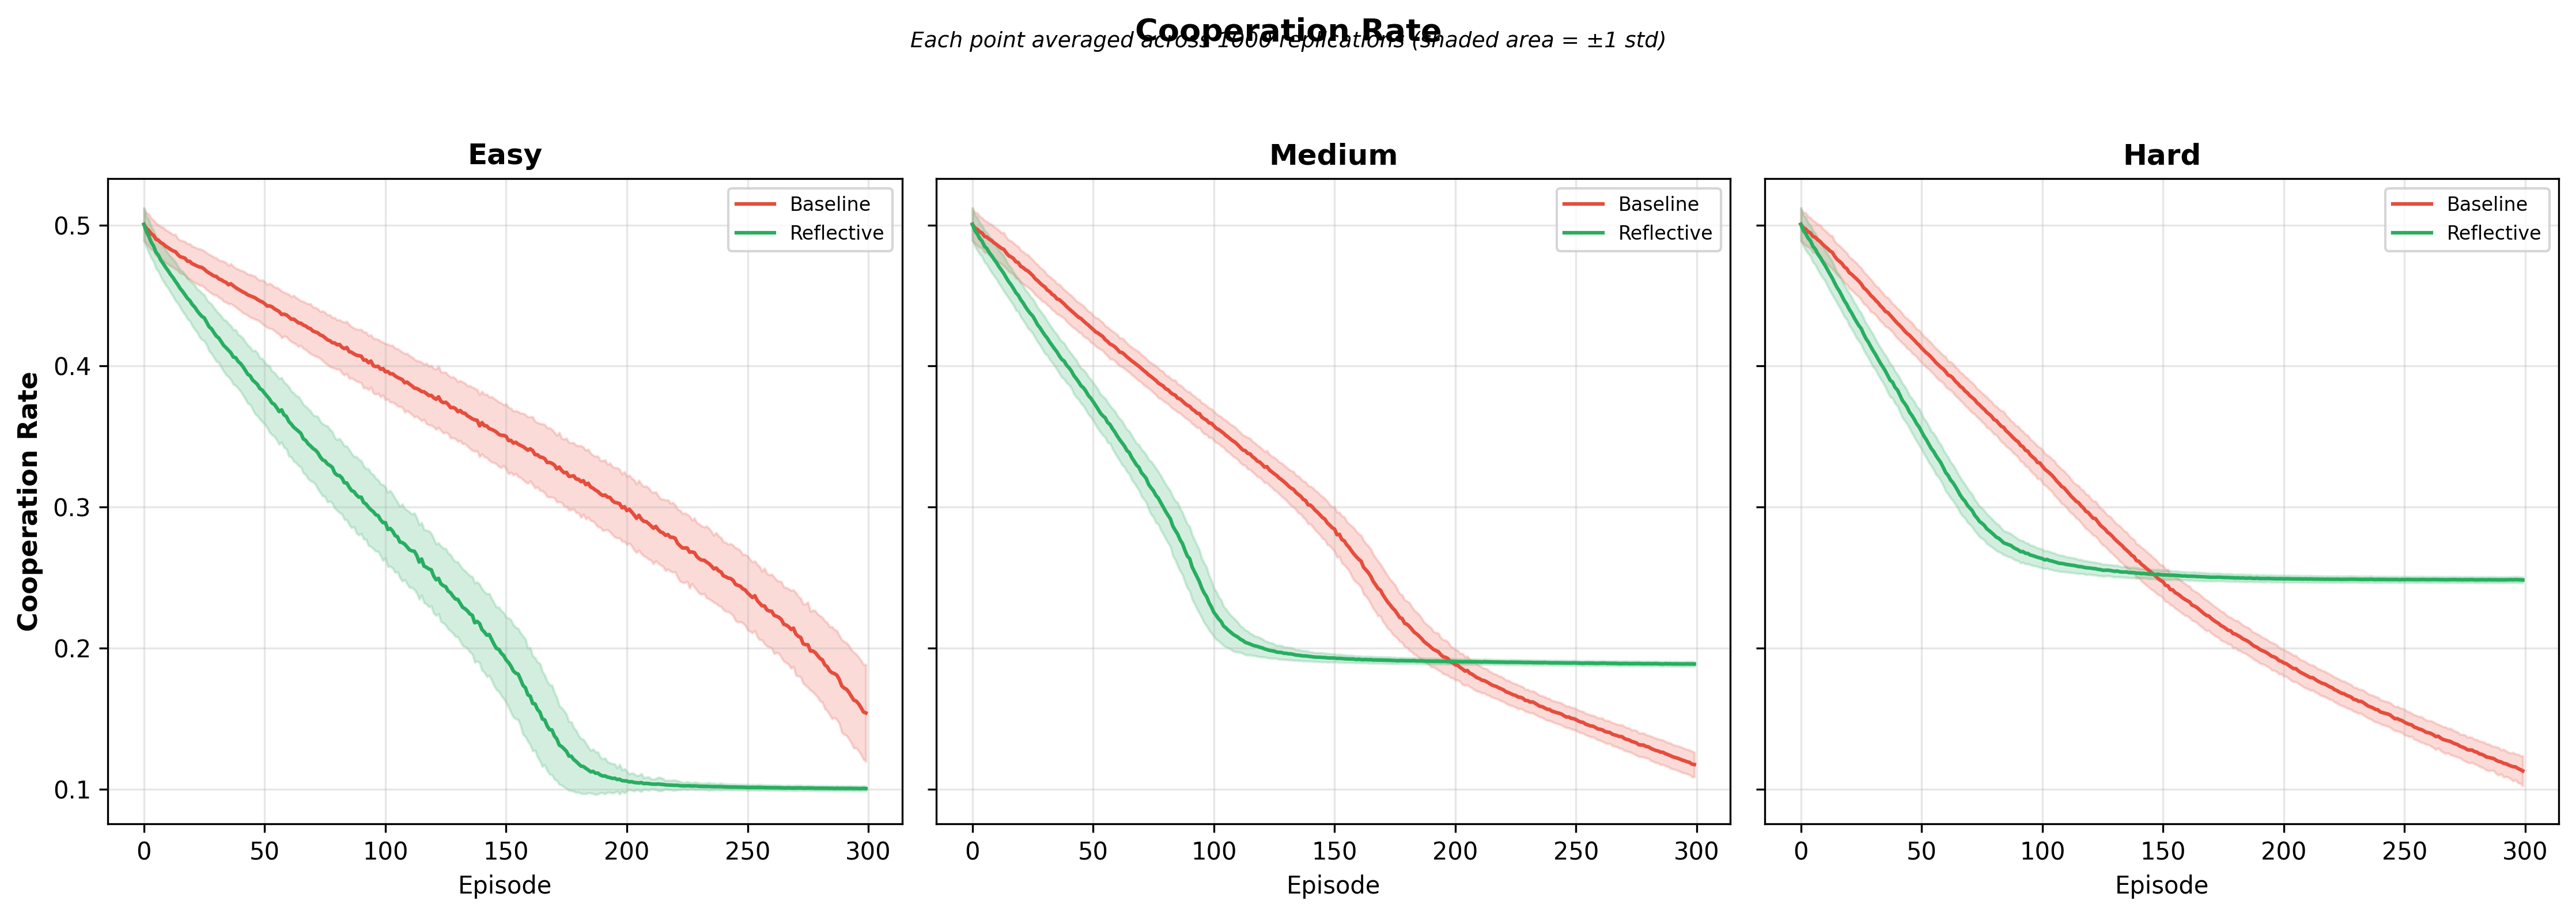 Cooperation Rate
Each point averaged across 1000 replications (shaded area = ±1 std)
Easy
Medium
Hard
Baseline
Reflective
Baseline
Reflective
Baseline
Reflective
Cooperation Rate
0.5
0.4
0.3
0.2
0.1
0 50 100 150 200 250 300
0 50 100 150 200 250 300
0 50 100 150 200 250 300
Episode
Episode
Episode